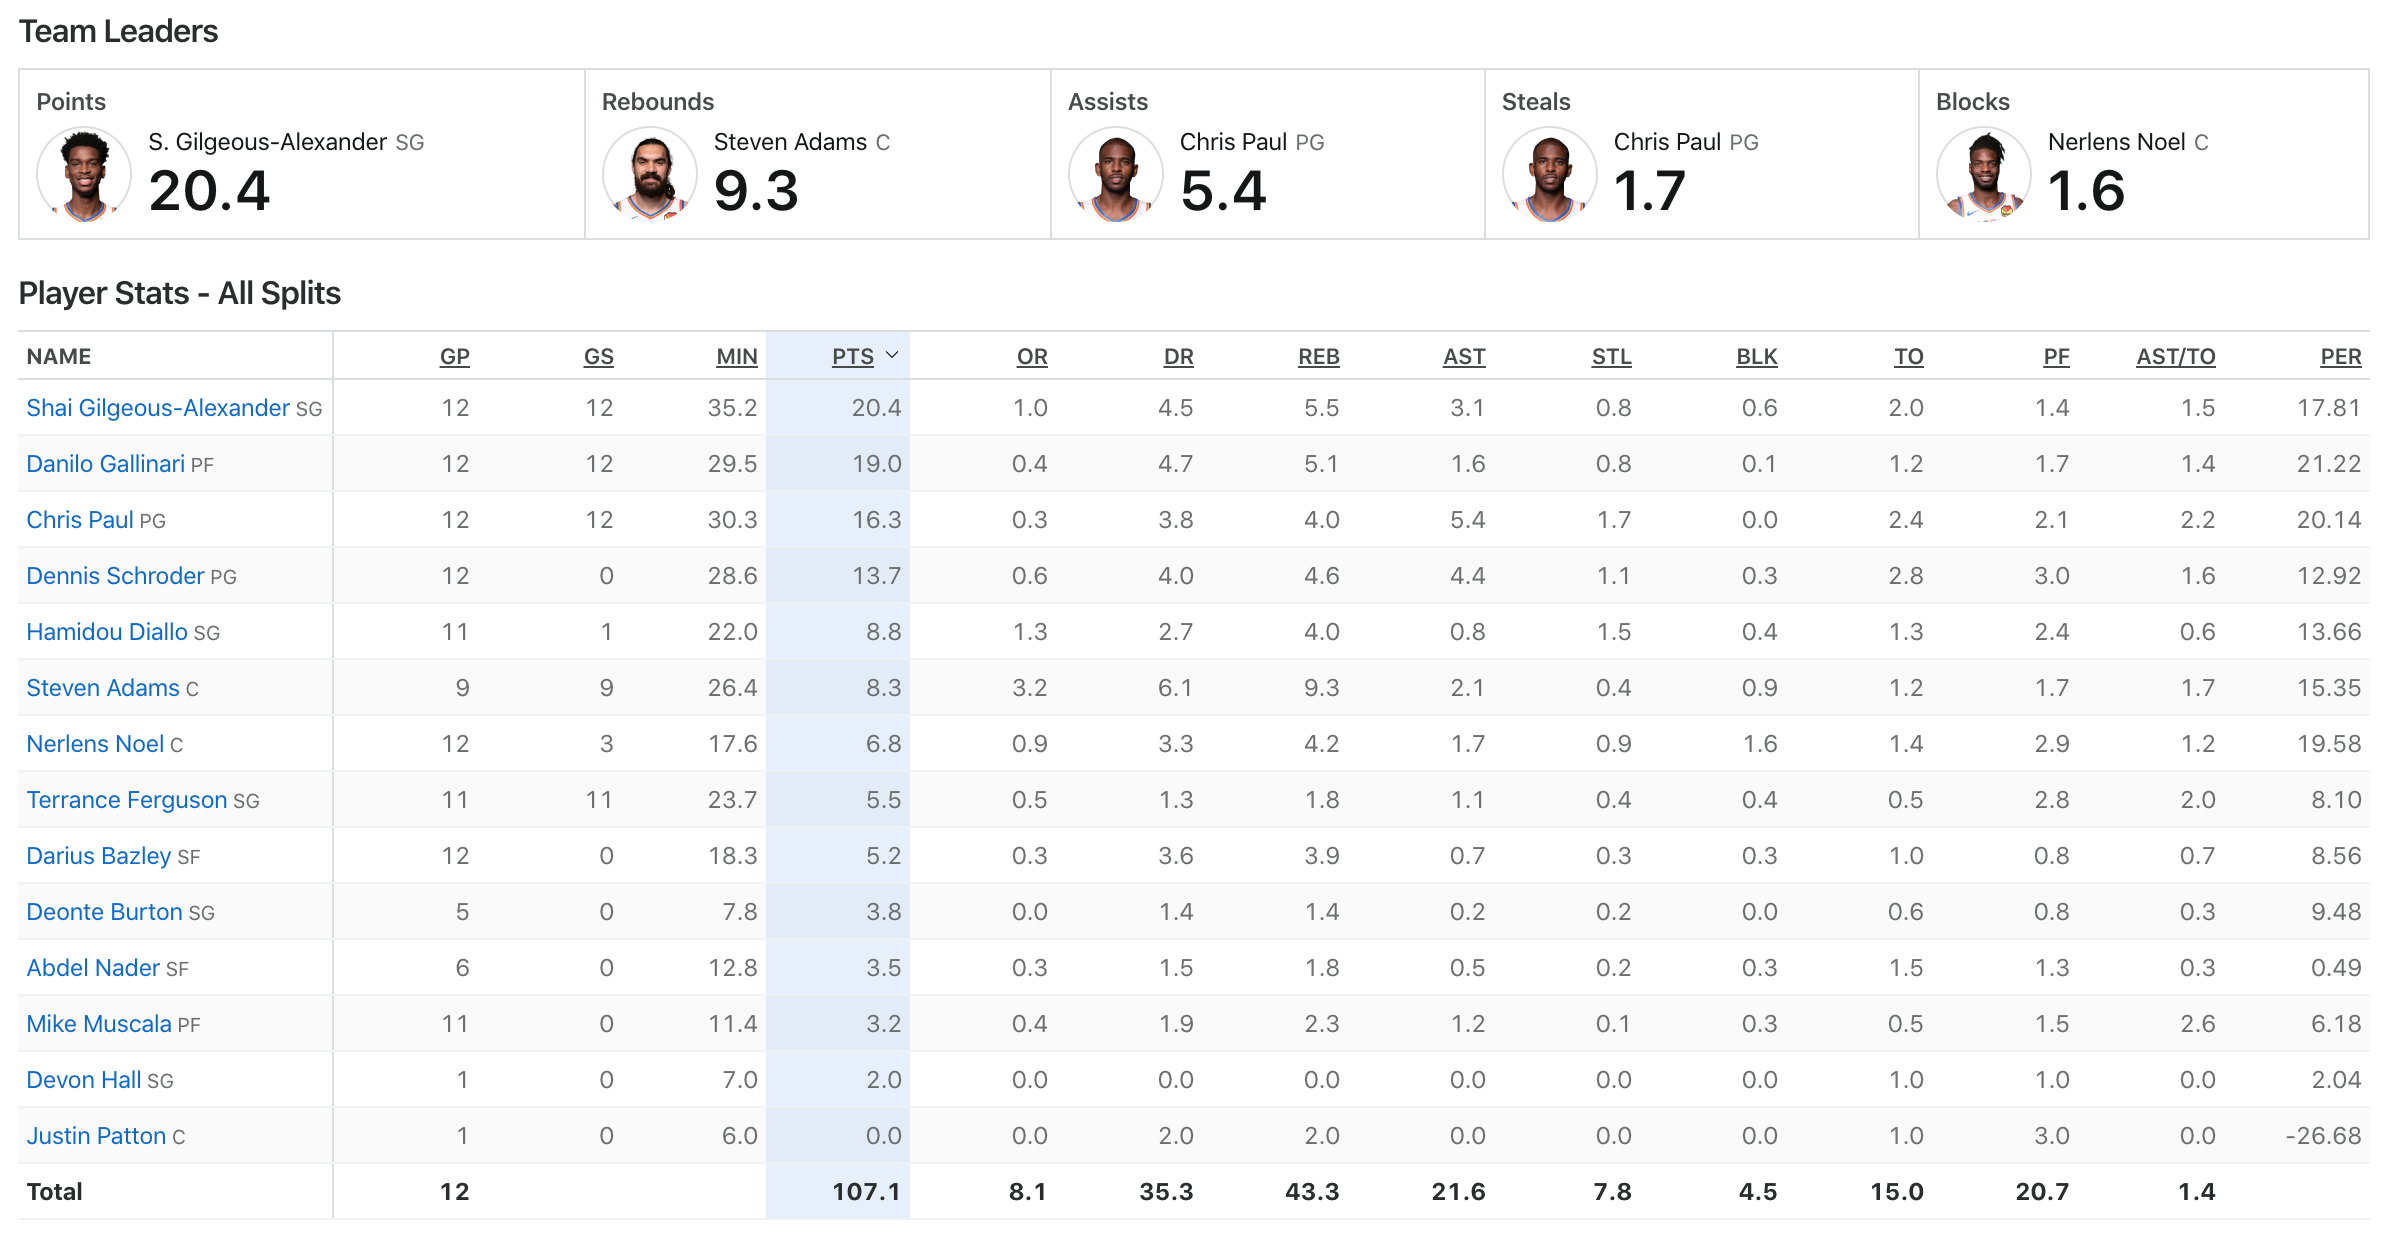 Team Leaders
Points Rebounds Assists Steals Blocks
S. Gilgeous-Alexander SG Steven Adams C Chris Paul PG Chris Paul PG Nerlens Noel C
20.4 9.3 5.4 1.7 1.6
Player Stats - All Splits
NAME GP GS MIN PTS OR DR REB AST STL BLK TO PF AST/TO PER
Shai Gilgeous-Alexander SG 12 12 35.2 20.4 1.0 4.5 5.5 3.1 0.8 0.6 2.0 1.4 1.5 17.81
Danilo Gallinari PF 12 12 29.5 19.0 0.4 4.7 5.1 1.6 0.8 0.1 1.2 1.7 1.4 21.22
Chris Paul PG 12 12 30.3 16.3 0.3 3.8 4.0 5.4 1.7 0.0 2.4 2.1 2.2 20.14
Dennis Schroder PG 12 0 28.6 13.7 0.6 4.0 4.6 4.4 1.1 0.3 2.8 3.0 1.6 12.92
Hamidou Diallo SG 11 1 22.0 8.8 1.3 2.7 4.0 0.8 1.5 0.4 1.3 2.4 0.6 13.66
Steven Adams C 9 9 26.4 8.3 3.2 6.1 9.3 2.1 0.4 0.9 1.2 1.7 1.7 15.35
Nerlens Noel C 12 3 17.6 6.8 0.9 3.3 4.2 1.7 0.9 1.6 1.4 2.9 1.2 19.58
Terrance Ferguson SG 11 11 23.7 5.5 0.5 1.3 1.8 1.1 0.4 0.4 0.5 2.8 2.0 8.10
Darius Bazley SF 12 0 18.3 5.2 0.3 3.6 3.9 0.7 0.3 0.3 1.0 0.8 0.7 8.56
Deonte Burton SG 5 0 7.8 3.8 0.0 1.4 1.4 0.2 0.2 0.0 0.6 0.8 0.3 9.48
Abdel Nader SF 6 0 12.8 3.5 0.3 1.5 1.8 0.5 0.2 0.3 1.5 1.3 0.3 0.49
Mike Muscala PF 11 0 11.4 3.2 0.4 1.9 2.3 1.2 0.1 0.3 0.5 1.5 2.6 6.18
Devon Hall SG 1 0 7.0 2.0 0.0 0.0 0.0 0.0 0.0 0.0 1.0 1.0 0.0 2.04
Justin Patton C 1 0 6.0 0.0 0.0 2.0 2.0 0.0 0.0 0.0 1.0 3.0 0.0 -26.68
Total 12 107.1 8.1 35.3 43.3 21.6 7.8 4.5 15.0 20.7 1.4